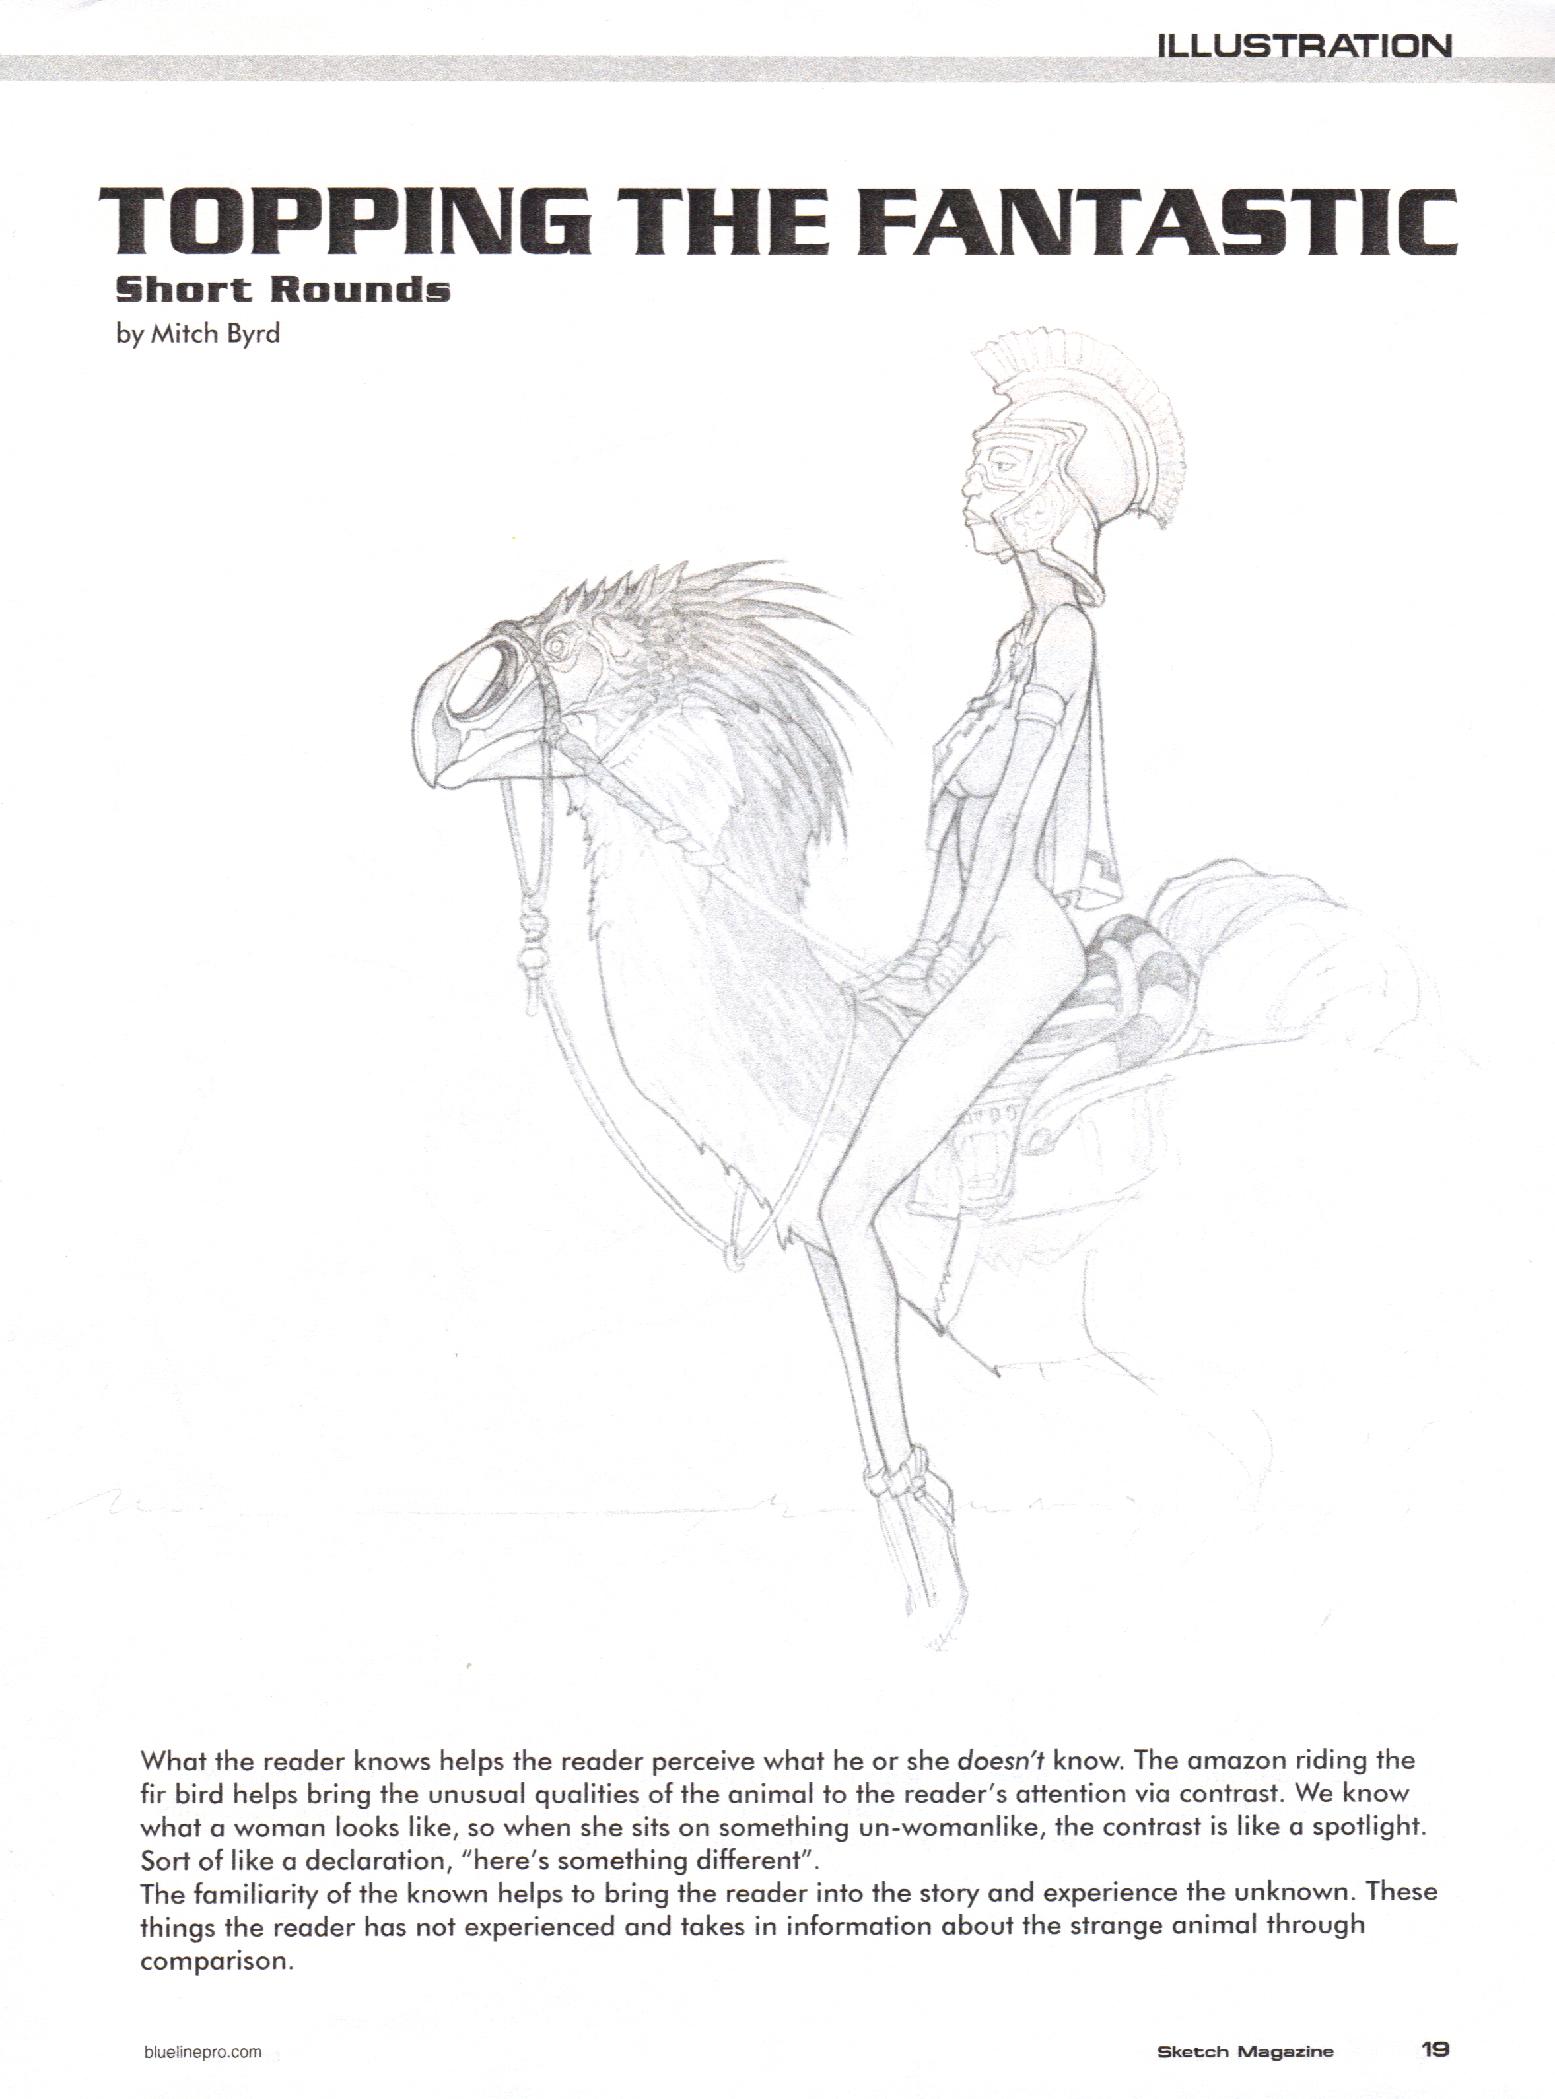 ILLUSTRATION
TOPPING THE FANTASTIC
Short Rounds
by Mitch Byrd
What the reader knows helps the reader perceive what he or she doesn't know. The amazon riding the
fir bird helps bring the unusual qualities of the animal to the reader's attention via contrast. We know
what a woman looks like, so when she sits on something un-womanlike, the contrast is like a spotlight.
Sort of like a declaration, "here's something different".
The familiarity of the known helps to bring the reader into the story and experience the unknown. These
things the reader has not experienced and takes in information about the strange animal through
comparison.
bluelinepro.com
Sketch Magazine 19